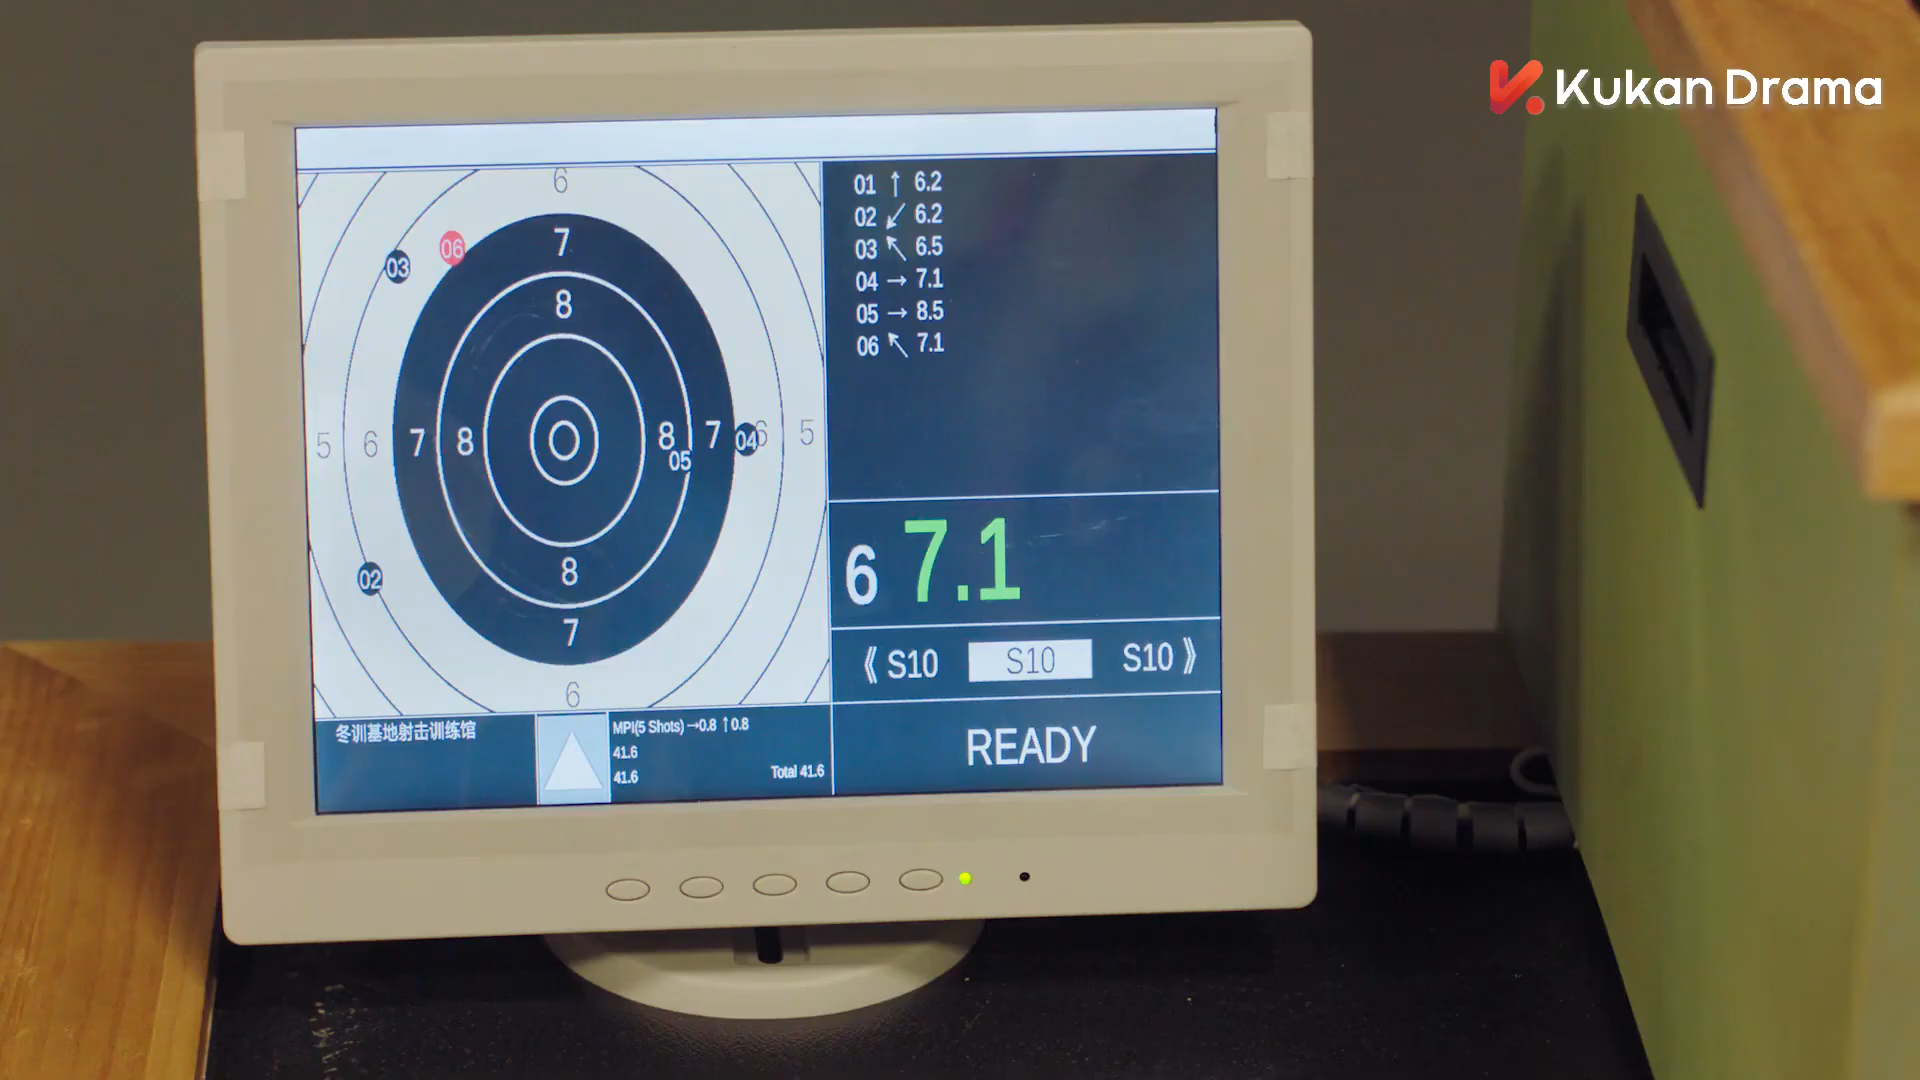 Kukan Drama
01 ↑ 6.2
02 ↙ 6.2
03 ↖ 6.5
04 → 7.1
05 → 8.5
06 ↖ 7.1
6
7
8
5 6 7 8 8 7 6 5
8
7
6
03
06
04
05
02
6 7.1
《 S10 S10 S10 》
冬训基地射击训练馆
MPI(5 Shots) →0.8 ↑0.8
41.6
41.6 Total 41.6
READY